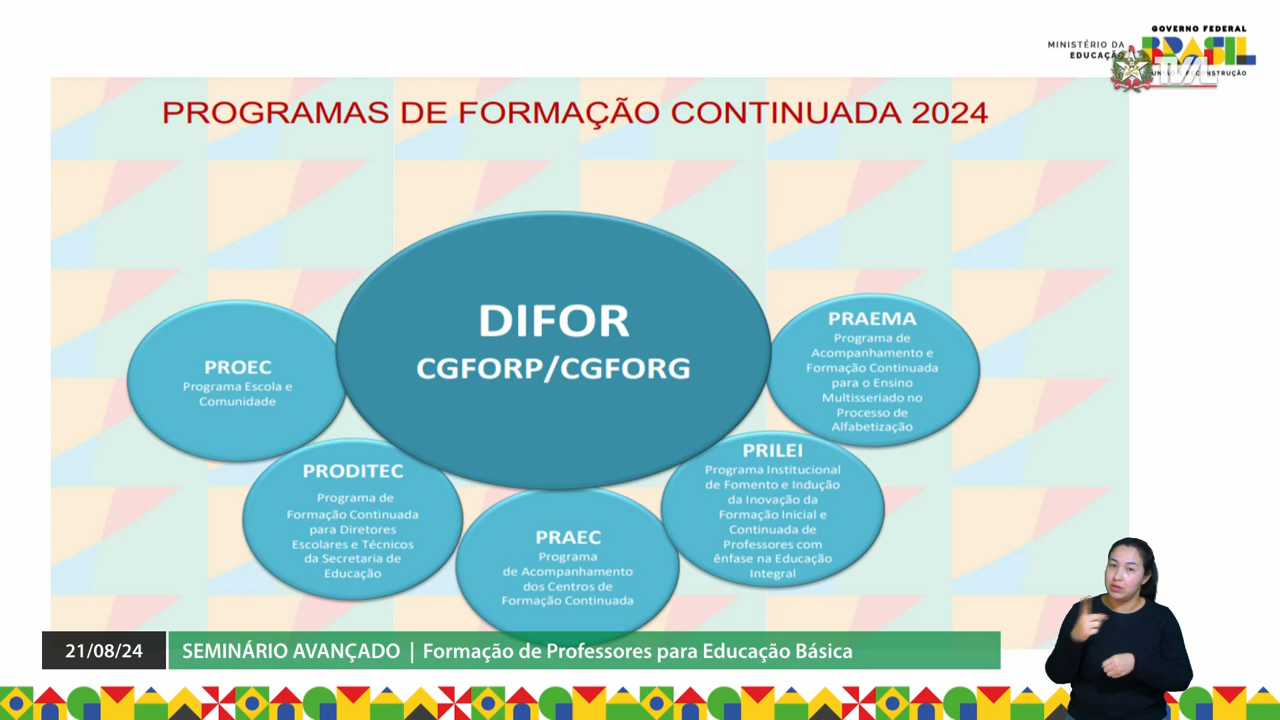 GOVERNO FEDERAL
MINISTÉRIO DA
EDUCAÇÃO
BRASIL
UNIÃO E RECONSTRUÇÃO
PROGRAMAS DE FORMAÇÃO CONTINUADA 2024
DIFOR
CGFORP/CGFORG
PROEC
Programa Escola e
Comunidade
PRODITEC
Programa de
Formação Continuada
para Diretores
Escolares e Técnicos
da Secretaria de
Educação
PRAEC
Programa
de Acompanhamento
dos Centros de
Formação Continuada
PRILEI
Programa Institucional
de Fomento e Indução
da Inovação da
Formação Inicial e
Continuada de
Professores com
ênfase na Educação
Integral
PRAEMA
Programa de
Acompanhamento e
Formação Continuada
para o Ensino
Multisseriado no
Processo de
Alfabetização
21/08/24 SEMINÁRIO AVANÇADO | Formação de Professores para Educação Básica